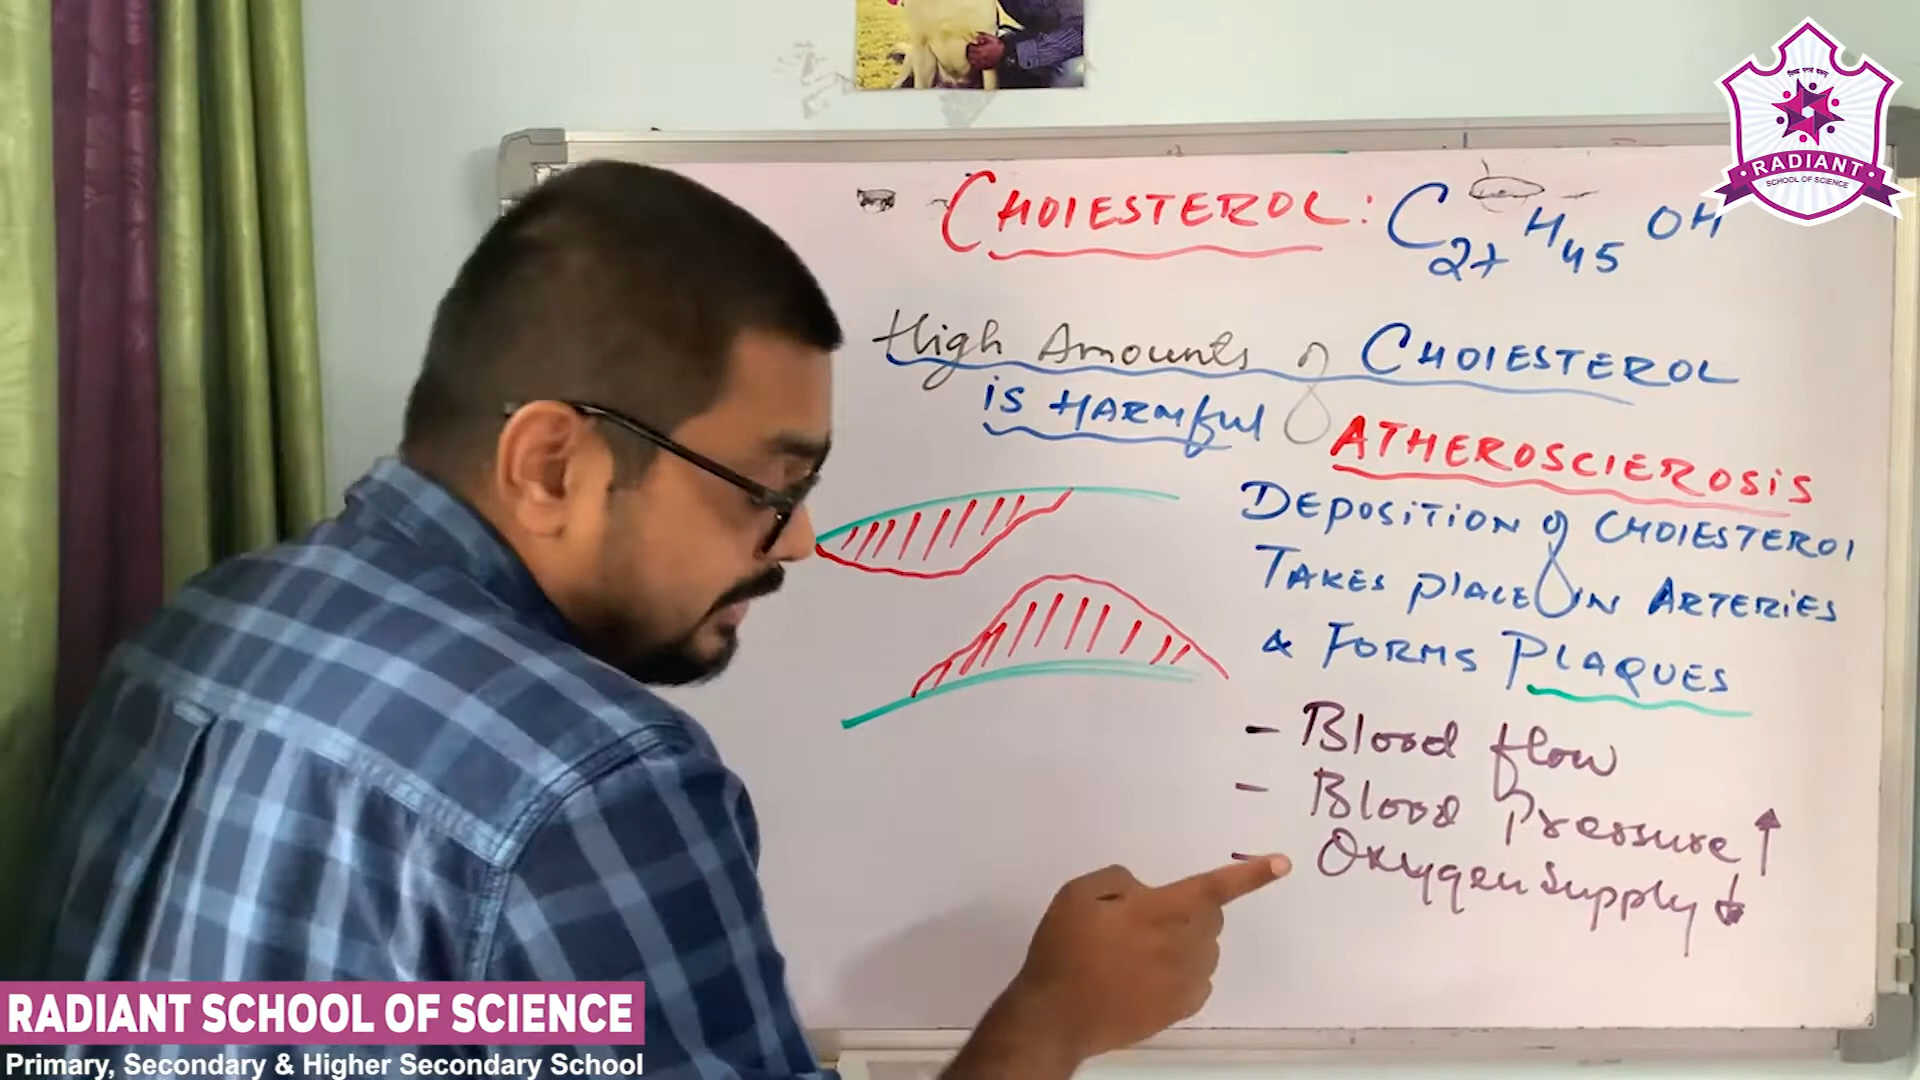 CHOLESTEROL: C27H45OH
High Amounts of CHOLESTEROL
is HARMful
ATHEROSCLEROSIS
DEPOSITION of CHOLESTEROL
TAKES PLACE IN ARTERIES
& FORMS PLAQUES
- Blood flow
- Blood Pressure ↑
- Oxygen Supply ↓
RADIANT
SCHOOL OF SCIENCE
RADIANT SCHOOL OF SCIENCE
Primary, Secondary & Higher Secondary School